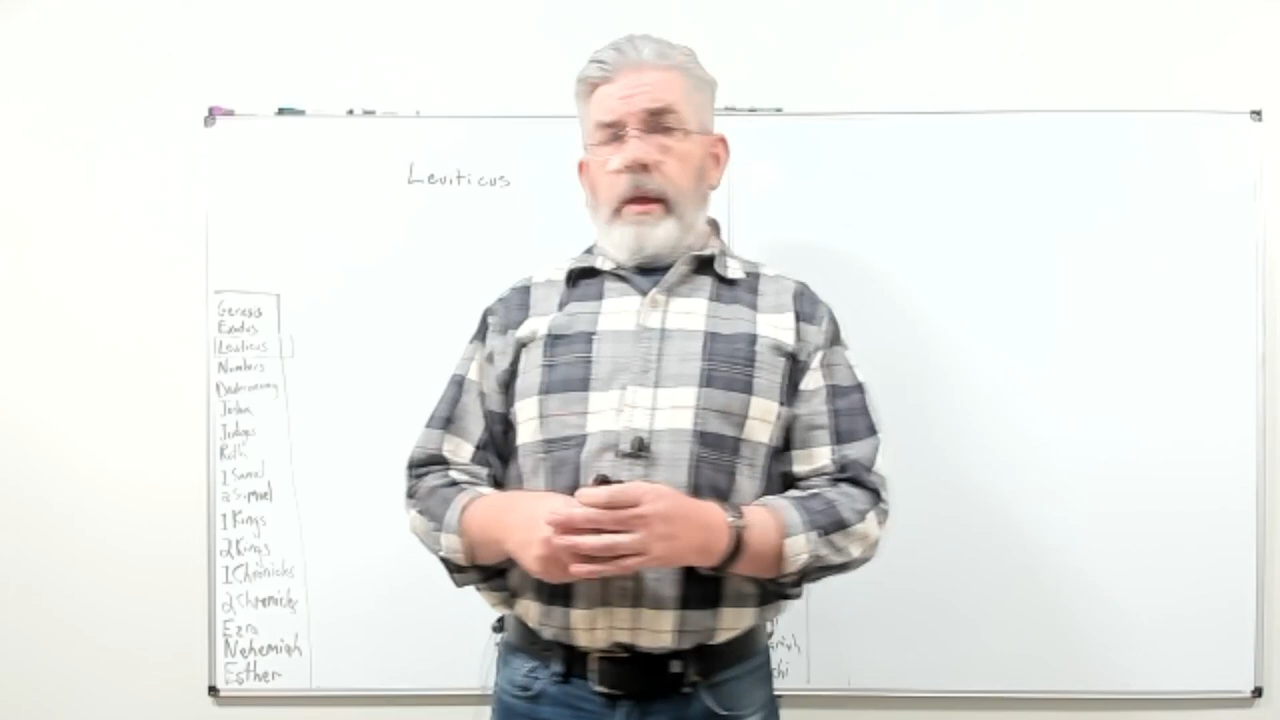 Leviticus
Genesis
Exodus
Leviticus
Numbers
Deuteronomy
Joshua
Judges
Ruth
1 Samuel
2 Samuel
1 Kings
2 Kings
1 Chronicles
2 Chronicles
Ezra
Nehemiah
Esther